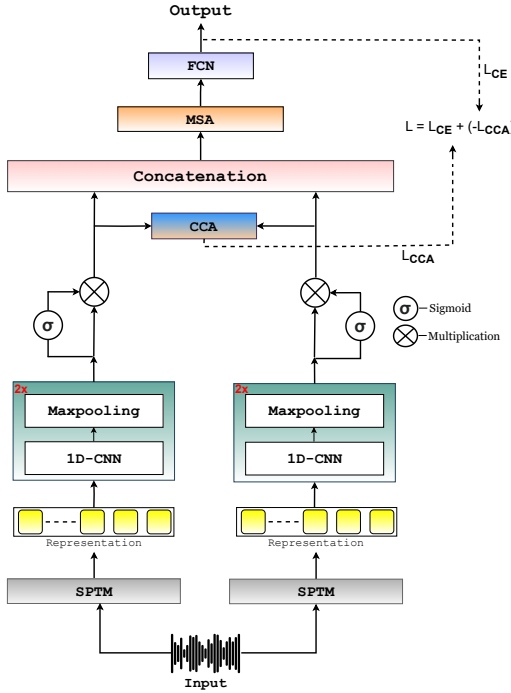 Output
FCN
L_CE
MSA
L = L_CE + (-L_CCA)
Concatenation
CCA
L_CCA
σ
σ
σ Sigmoid
Multiplication
2x
2x
Maxpooling
Maxpooling
1D-CNN
1D-CNN
Representation
Representation
SPTM
SPTM
Input